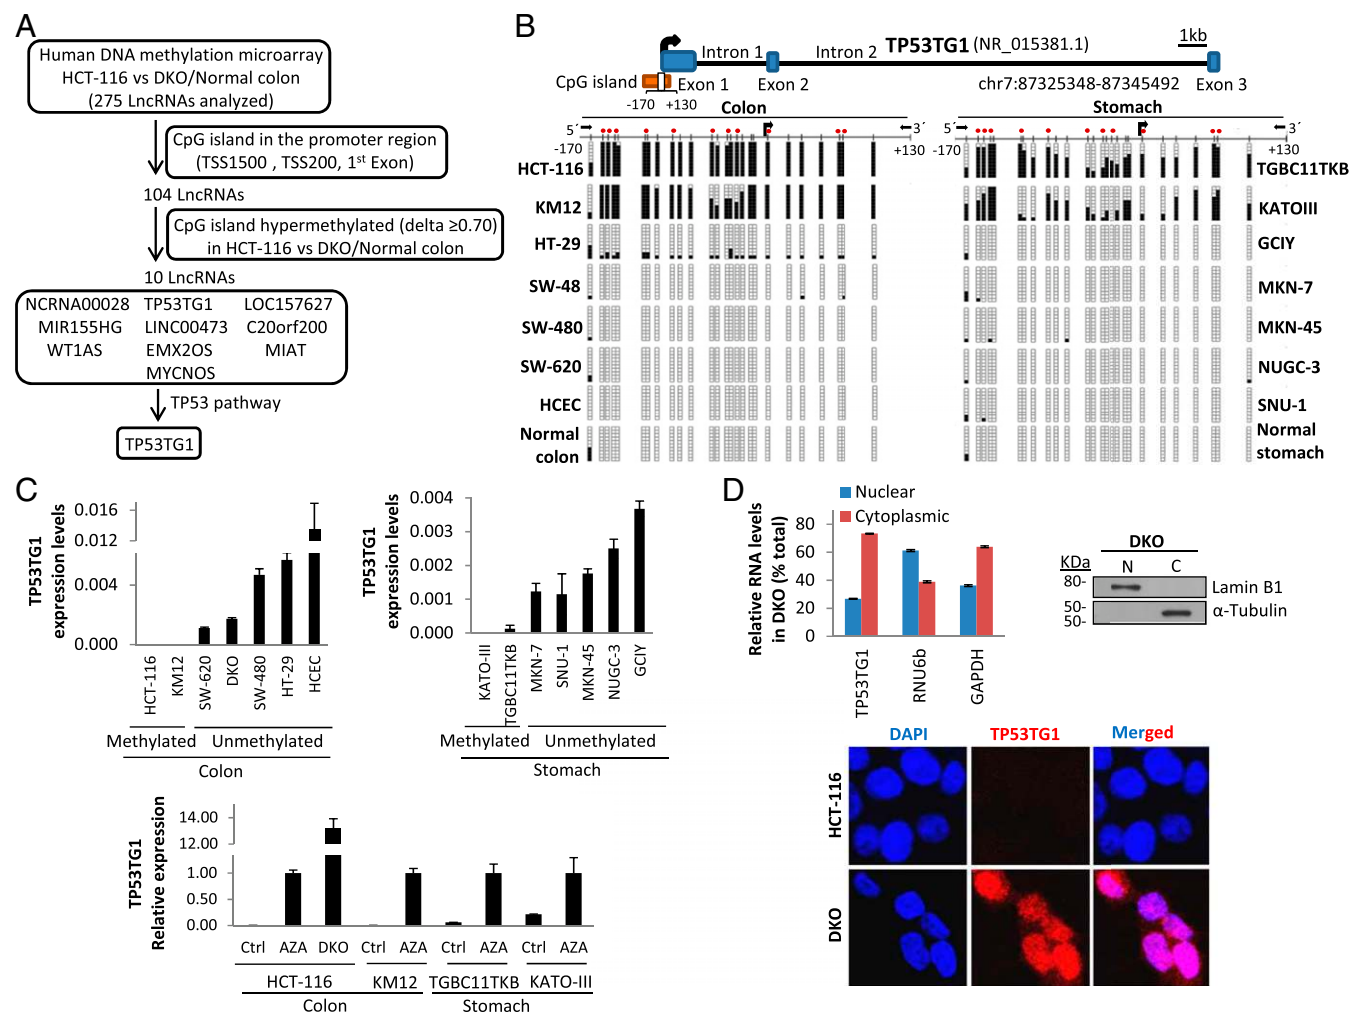 A
Human DNA methylation microarray
HCT-116 vs DKO/Normal colon
(275 LncRNAs analyzed)
CpG island in the promoter region
(TSS1500 , TSS200, 1st Exon)
104 LncRNAs
CpG island hypermethylated (delta ≥0.70)
in HCT-116 vs DKO/Normal colon
10 LncRNAs
NCRNA00028 TP53TG1 LOC157627
MIR155HG LINC00473 C20orf200
WT1AS EMX2OS MIAT
MYCNOS
TP53 pathway
TP53TG1
B
TP53TG1 (NR_015381.1)
1kb
Intron 1 Intron 2
CpG island Exon 1 Exon 2 chr7:87325348-87345492 Exon 3
-170 +130
Colon Stomach
5´ 3´ 5´ 3´
-170 +130 -170 +130
HCT-116 TGBC11TKB
KM12 KATOIII
HT-29 GCIY
SW-48 MKN-7
SW-480 MKN-45
SW-620 NUGC-3
HCEC SNU-1
Normal colon
Normal stomach
C
TP53TG1
expression levels
0.016
0.012
0.004
0.000
HCT-116 KM12 SW-620 DKO SW-480 HT-29 HCEC
Methylated Unmethylated
Colon
TP53TG1
expression levels
0.004
0.003
0.002
0.001
0.000
KATO-III TGBC11TKB MKN-7 SNU-1 MKN-45 NUGC-3 GCIY
Methylated Unmethylated
Stomach
TP53TG1
Relative expression
14.00
12.00
1.00
0.50
0.00
Ctrl AZA DKO Ctrl AZA Ctrl AZA Ctrl AZA
HCT-116 KM12 TGBC11TKB KATO-III
Colon Stomach
D
Nuclear
Cytoplasmic
Relative RNA levels
in DKO (% total)
80
60
40
20
0
TP53TG1 RNU6b GAPDH
DKO
KDa N C
80- Lamin B1
50- α-Tubulin
50-
DAPI TP53TG1 Merged
HCT-116
DKO